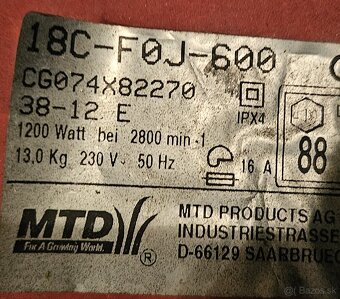 18C-F0J-600
CG074X82270
38-12 E
IPX4
1200 Watt bei 2800 min-1
13,0 Kg 230 V- 50 Hz
16 A
88
MTD
For A Growing World.
®
MTD PRODUCTS AG
INDUSTRIESTRASSE
D-66129 SAARBRUEC
Bazos.sk